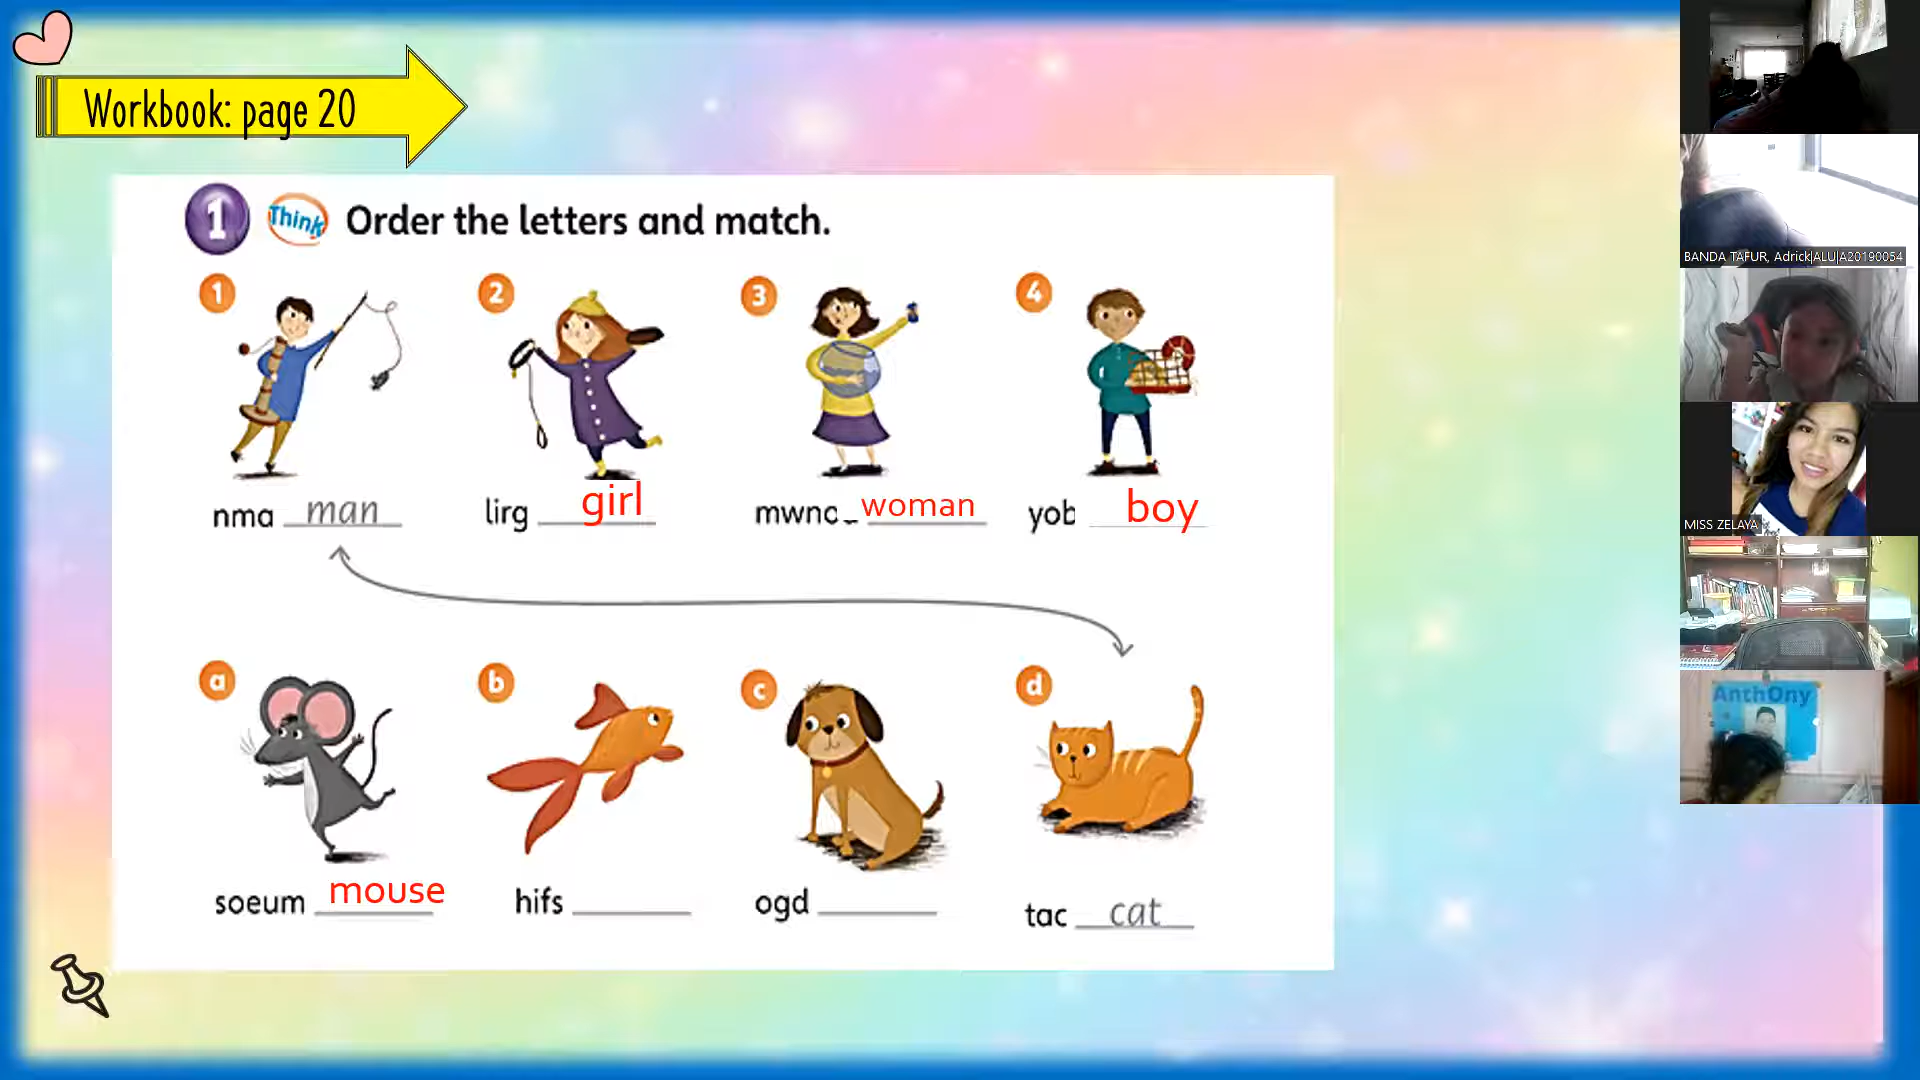 Workbook: page 20
1 Think Order the letters and match.
1 2 3 4
nma man lirg girl mwno woman yob boy
a b c d
soeum mouse hifs ogd tac cat
BANDA TAFUR, Adrick|ALU|A20190054
MISS ZELAYA
AnthOny